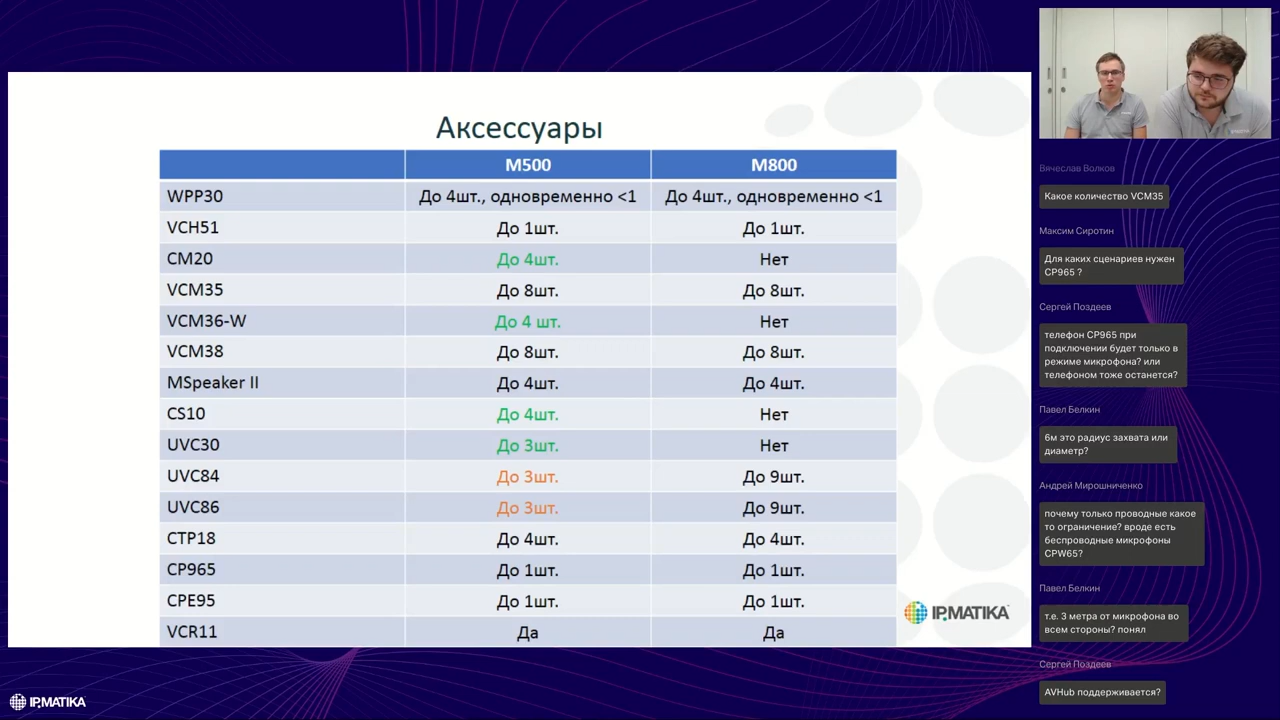 Аксессуары
M500 M800
WPP30 До 4шт., одновременно <1 До 4шт., одновременно <1
VCH51 До 1шт. До 1шт.
CM20 До 4шт. Нет
VCM35 До 8шт. До 8шт.
VCM36-W До 4 шт. Нет
VCM38 До 8шт. До 8шт.
MSpeaker II До 4шт. До 4шт.
CS10 До 4шт. Нет
UVC30 До 3шт. Нет
UVC84 До 3шт. До 9шт.
UVC86 До 3шт. До 9шт.
CTP18 До 4шт. До 4шт.
CP965 До 1шт. До 1шт.
CPE95 До 1шт. До 1шт.
VCR11 Да Да
IPMATIKA
IPMATIKA
Вячеслав Волков
Какое количество VCM35
Максим Сиротин
Для каких сценариев нужен
CP965 ?
Сергей Поздеев
телефон CP965 при
подключении будет только в
режиме микрофона? или
телефоном тоже останется?
Павел Белкин
6м это радиус захвата или
диаметр?
Андрей Мирошниченко
почему только проводные какое
то ограничение? вроде есть
беспроводные микрофоны
CPW65?
Павел Белкин
т.е. 3 метра от микрофона во
всем стороны? понял
Сергей Поздеев
AVHub поддерживается?